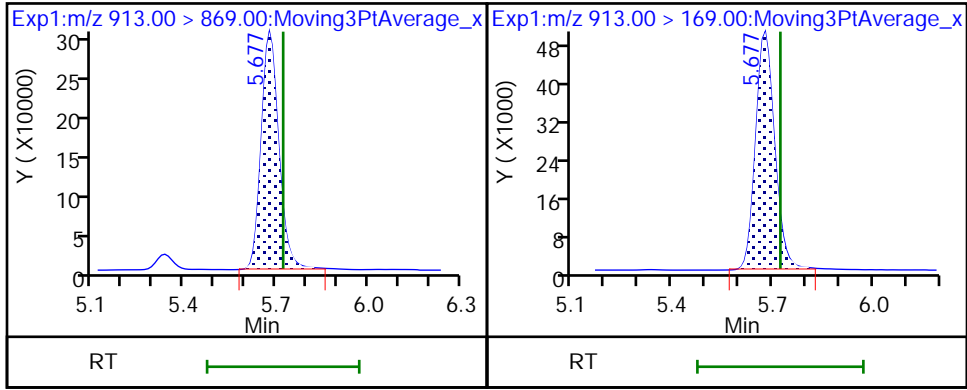 Exp1:m/z 913.00 > 869.00:Moving3PtAverage_x
5.677
Y ( X10000)
30
25
20
15
10
5
0
5.1 5.4 5.7 6.0 6.3
Min
RT
Exp1:m/z 913.00 > 169.00:Moving3PtAverage_x
5.677
Y ( X1000)
48
40
32
24
16
8
0
5.1 5.4 5.7 6.0
Min
RT